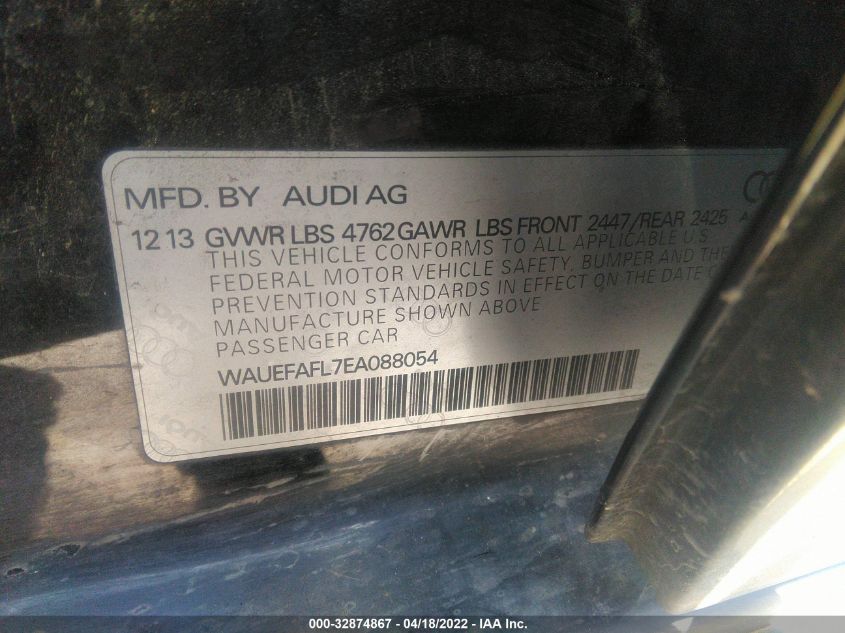 MFD. BY AUDI AG
12 13 GVWR LBS 4762 GAWR LBS FRONT 2447/REAR 2425
THIS VEHICLE CONFORMS TO ALL APPLICABLE U.S.
FEDERAL MOTOR VEHICLE SAFETY, BUMPER AND THE
PREVENTION STANDARDS IN EFFECT ON THE DATE O
MANUFACTURE SHOWN ABOVE
PASSENGER CAR
WAUEFAFL7EA088054
000-32874867 - 04/18/2022 - IAA Inc.